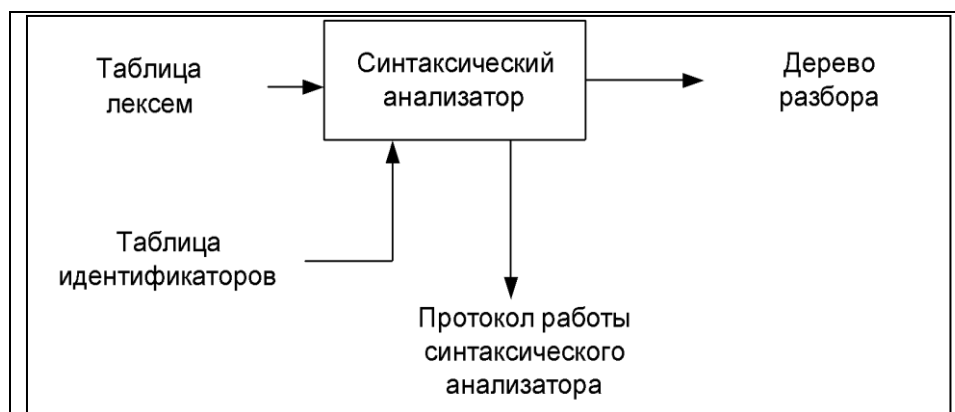 Таблица
лексем
Синтаксический
анализатор
Дерево
разбора
Таблица
идентификаторов
Протокол работы
синтаксического
анализатора